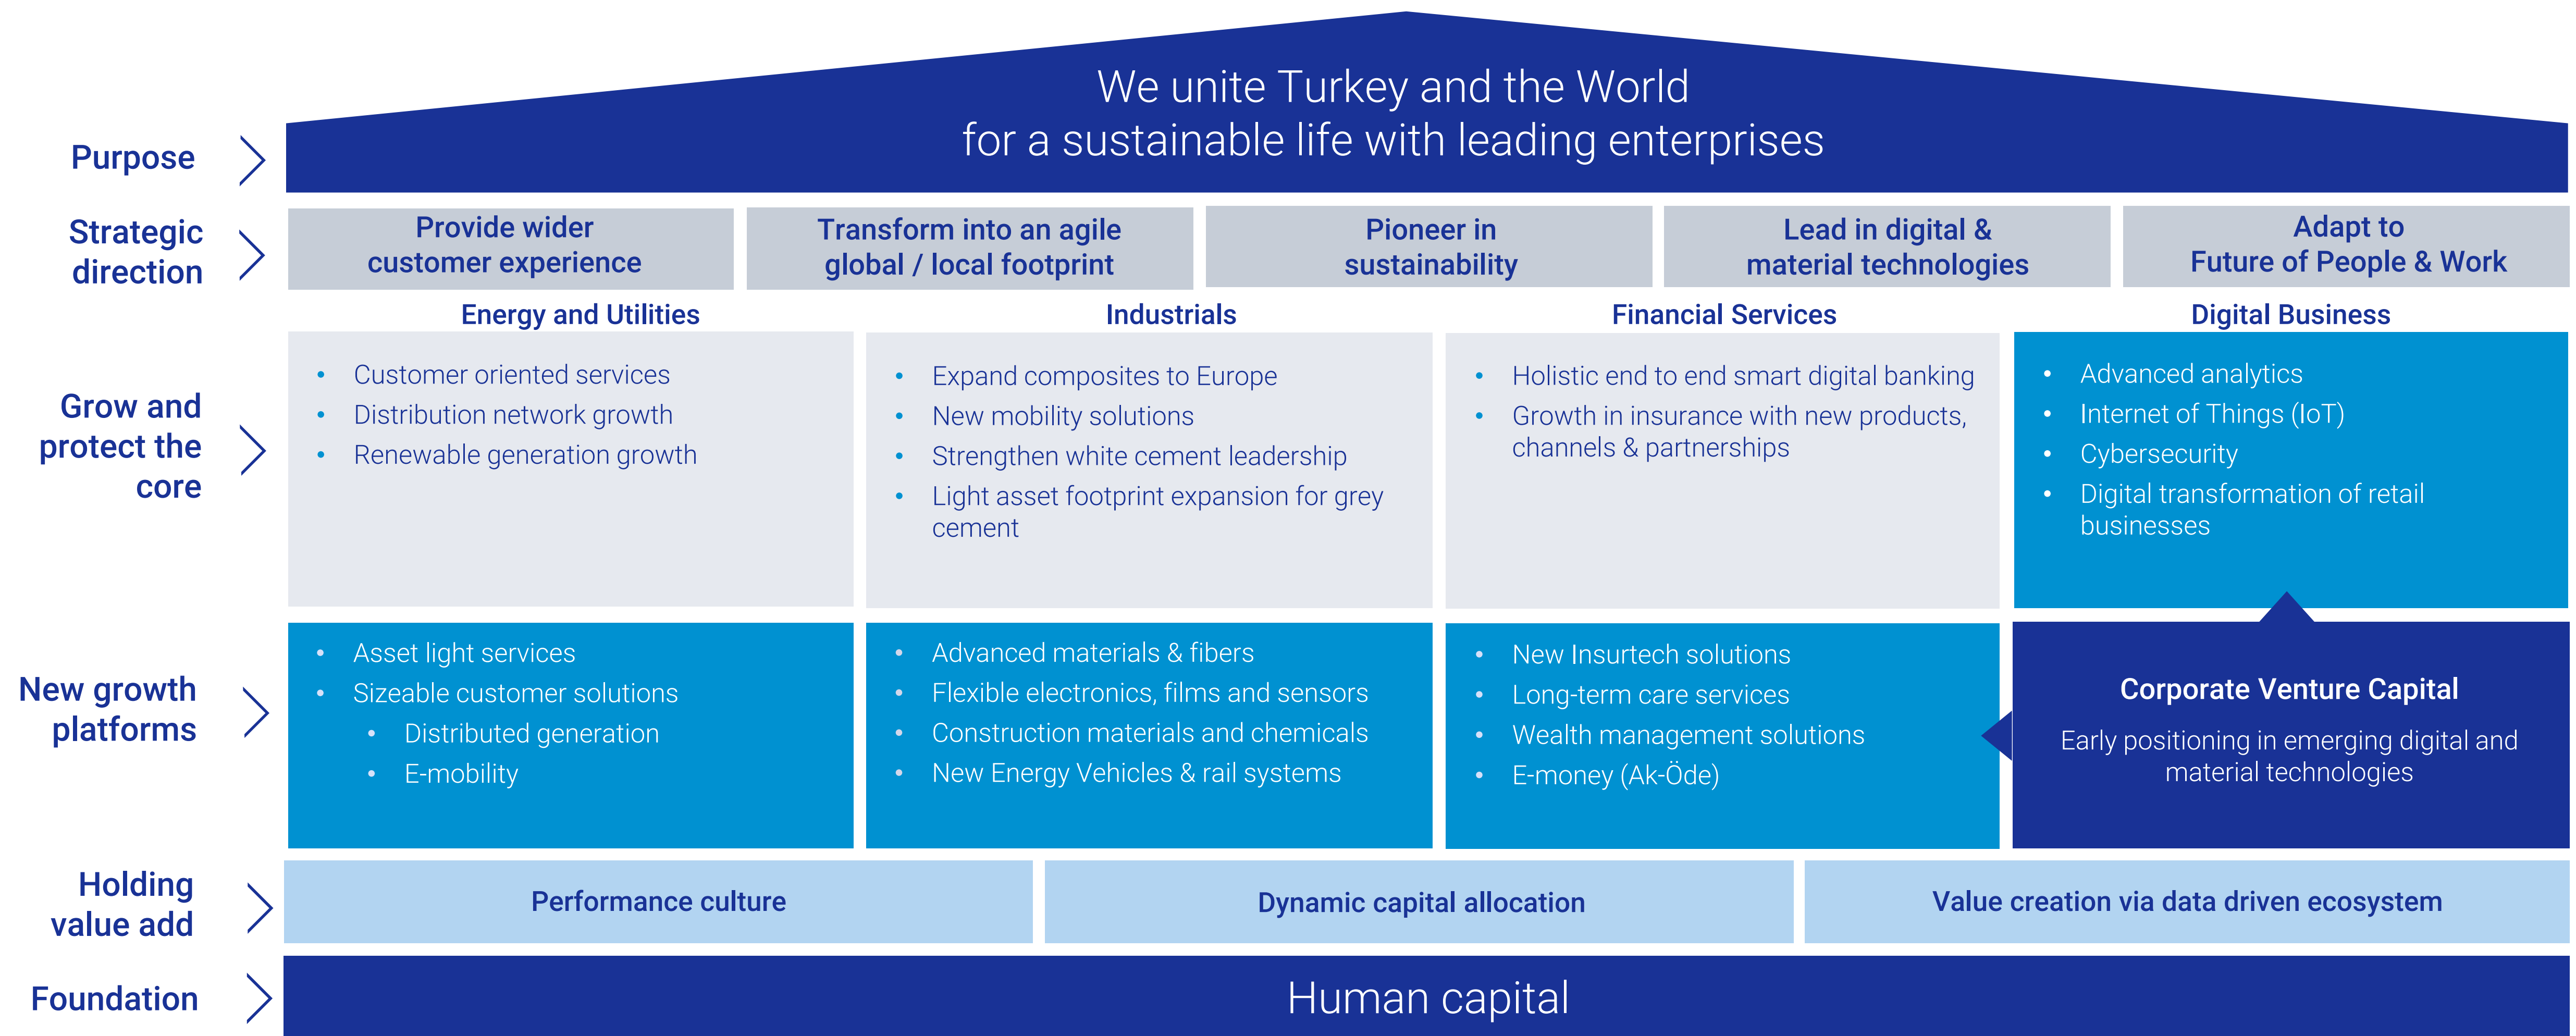 We unite Turkey and the World
for a sustainable life with leading enterprises
Purpose
Strategic
direction
Provide wider
customer experience
Transform into an agile
global / local footprint
Pioneer in
sustainability
Lead in digital &
material technologies
Adapt to
Future of People & Work
Energy and Utilities
Industrials
Financial Services
Digital Business
Grow and
protect the
core
• Customer oriented services
• Distribution network growth
• Renewable generation growth
• Expand composites to Europe
• New mobility solutions
• Strengthen white cement leadership
• Light asset footprint expansion for grey
cement
• Holistic end to end smart digital banking
• Growth in insurance with new products,
channels & partnerships
• Advanced analytics
• Internet of Things (IoT)
• Cybersecurity
• Digital transformation of retail
businesses
New growth
platforms
• Asset light services
• Sizeable customer solutions
• Distributed generation
• E-mobility
• Advanced materials & fibers
• Flexible electronics, films and sensors
• Construction materials and chemicals
• New Energy Vehicles & rail systems
• New Insurtech solutions
• Long-term care services
• Wealth management solutions
• E-money (Ak-Öde)
Corporate Venture Capital
Early positioning in emerging digital and
material technologies
Holding
value add
Performance culture
Dynamic capital allocation
Value creation via data driven ecosystem
Foundation
Human capital